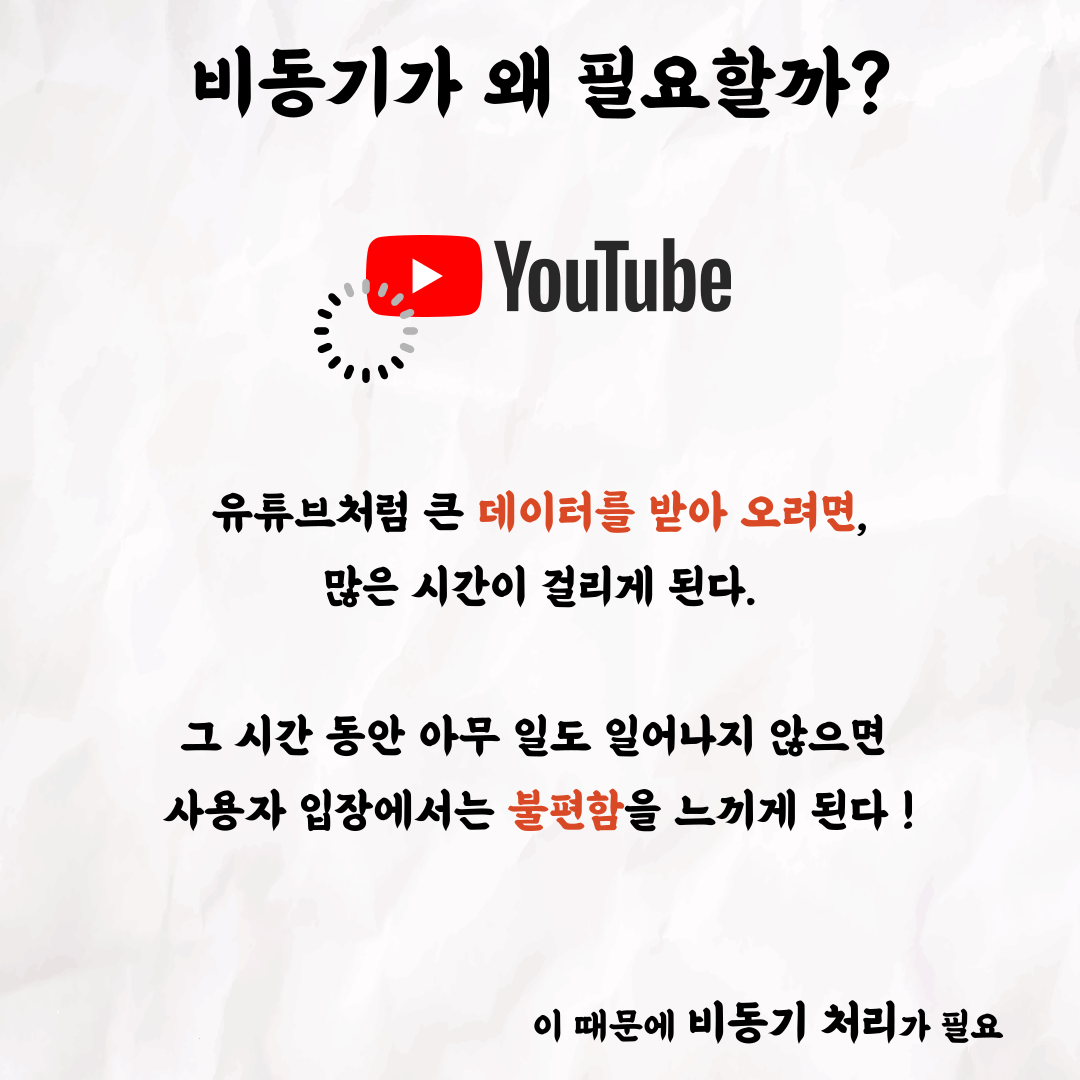 비동기가 왜 필요할까?
YouTube
유튜브처럼 큰 데이터를 받아 오려면,
많은 시간이 걸리게 된다.
그 시간 동안 아무 일도 일어나지 않으면
사용자 입장에서는 불편함을 느끼게 된다 !
이 때문에 비동기 처리가 필요